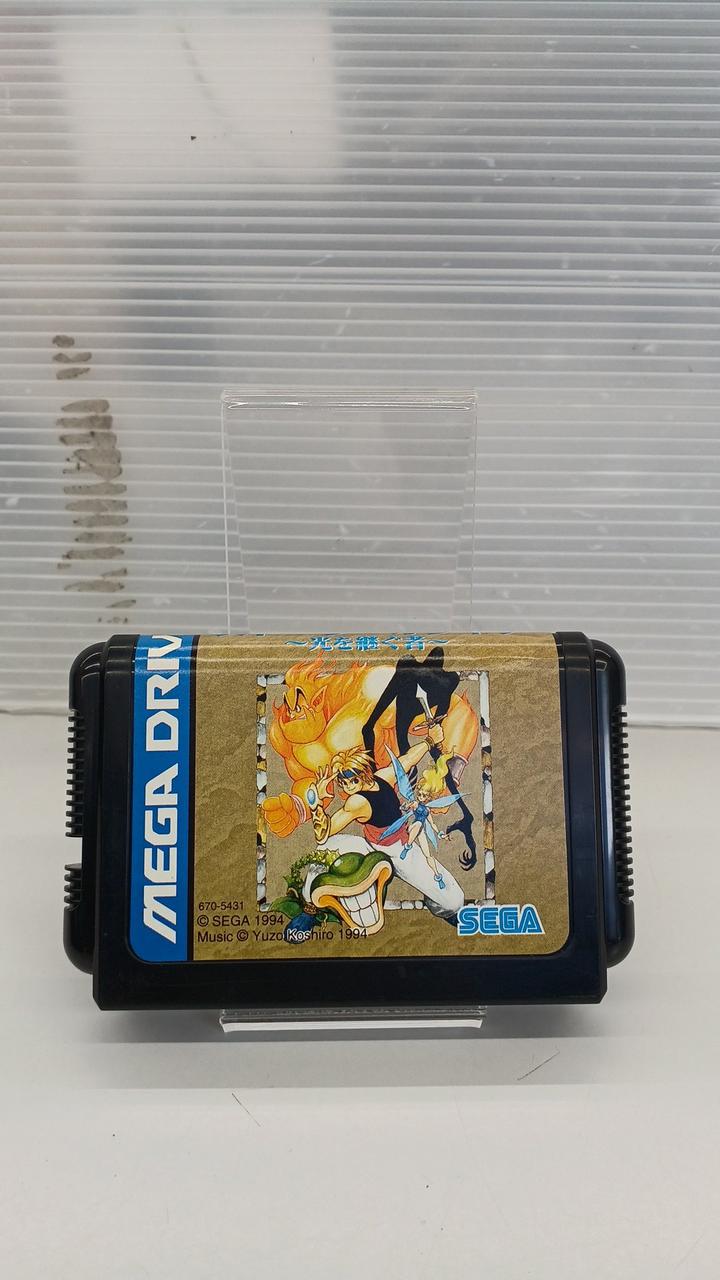 ～光を継ぐ者～
MEGA DRIV
670-5431
© SEGA 1994
Music © Yuzo Koshiro 1994
SEGA